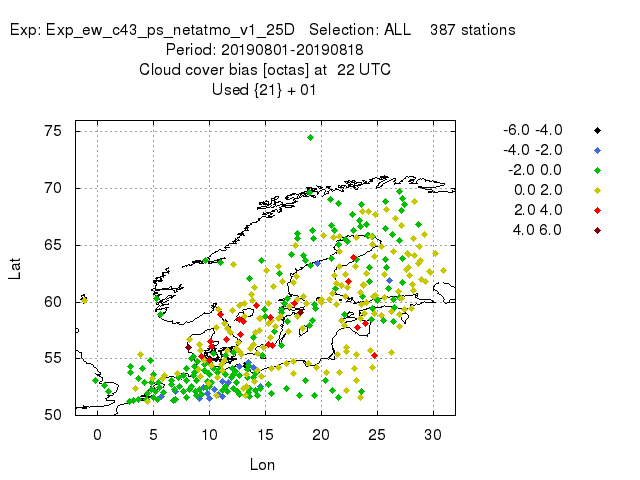 Exp: Exp_ew_c43_ps_netatmo_v1_25D Selection: ALL 387 stations
Period: 20190801-20190818
Cloud cover bias [octas] at 22 UTC
Used {21} + 01
-6.0 -4.0
-4.0 -2.0
-2.0 0.0
0.0 2.0
2.0 4.0
4.0 6.0
75
70
65
60
55
50
Lat
0 5 10 15 20 25 30
Lon